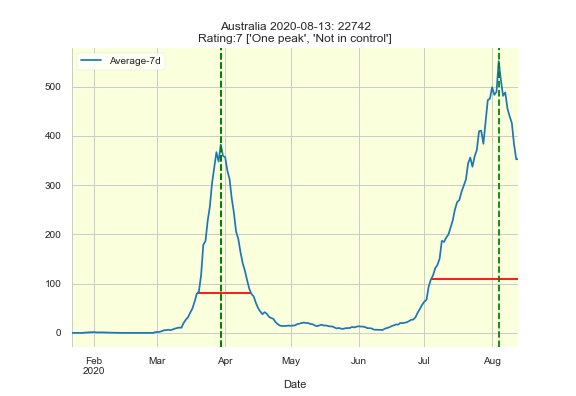 Australia 2020-08-13: 22742
Rating:7 ['One peak', 'Not in control']
Average-7d
500
400
300
200
100
0
Feb
2020
Mar
Apr
May
Jun
Jul
Aug
Date